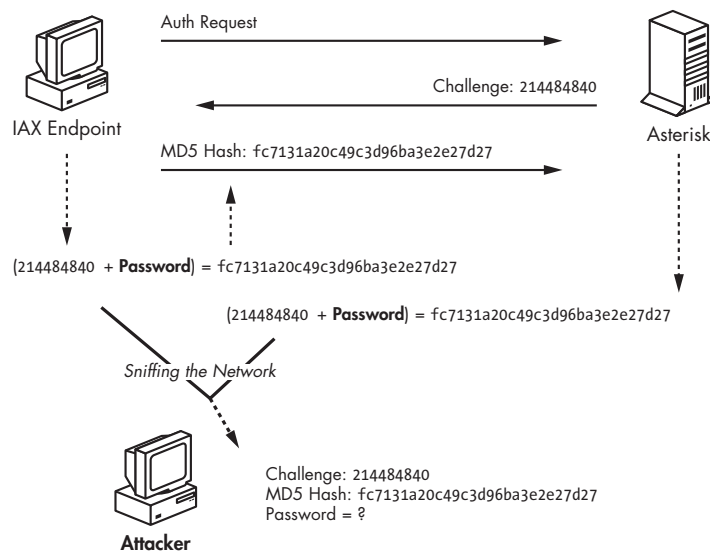 Auth Request
Challenge: 214484840
IAX Endpoint
Asterisk
MD5 Hash: fc7131a20c49c3d96ba3e2e27d27
(214484840 + Password) = fc7131a20c49c3d96ba3e2e27d27
(214484840 + Password) = fc7131a20c49c3d96ba3e2e27d27
Sniffing the Network
Challenge: 214484840
MD5 Hash: fc7131a20c49c3d96ba3e2e27d27
Password = ?
Attacker